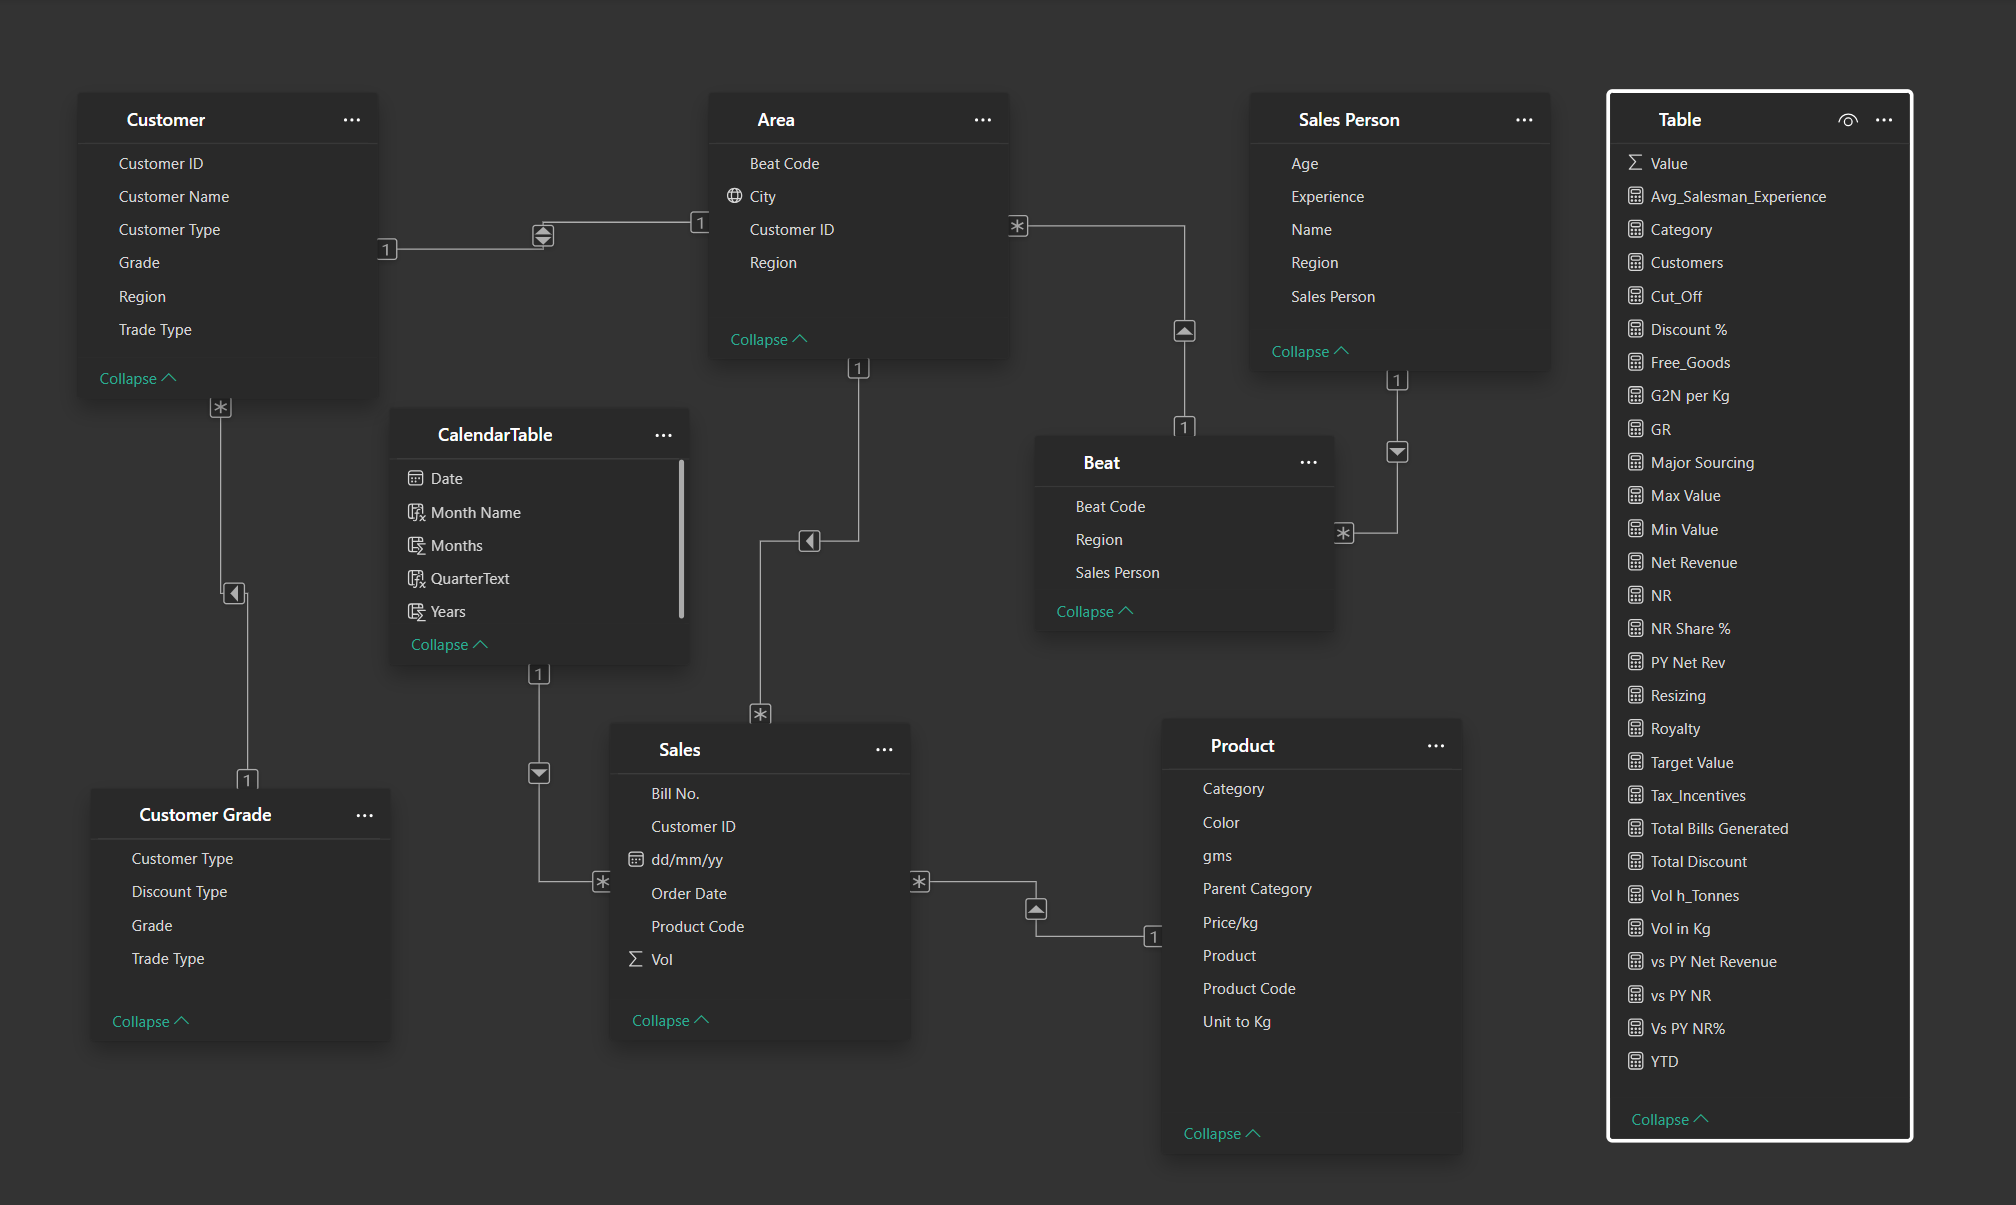 Customer
Customer ID
Customer Name
Customer Type
Grade
Region
Trade Type
Collapse
1
*
Area
Beat Code
City
Customer ID
Region
Collapse
1
*
1
Sales Person
Age
Experience
Name
Region
Sales Person
Collapse
1
CalendarTable
Date
Month Name
Months
QuarterText
Years
Collapse
1
Beat
Beat Code
Region
Sales Person
Collapse
1
*
Customer Grade
Customer Type
Discount Type
Grade
Trade Type
Collapse
1
Sales
Bill No.
Customer ID
dd/mm/yy
Order Date
Product Code
Σ Vol
Collapse
*
*
*
Product
Category
Color
gms
Parent Category
Price/kg
Product
Product Code
Unit to Kg
Collapse
1
Table
Σ Value
Avg_Salesman_Experience
Category
Customers
Cut_Off
Discount %
Free_Goods
G2N per Kg
GR
Major Sourcing
Max Value
Min Value
Net Revenue
NR
NR Share %
PY Net Rev
Resizing
Royalty
Target Value
Tax_Incentives
Total Bills Generated
Total Discount
Vol h_Tonnes
Vol in Kg
vs PY Net Revenue
vs PY NR
Vs PY NR%
YTD
Collapse